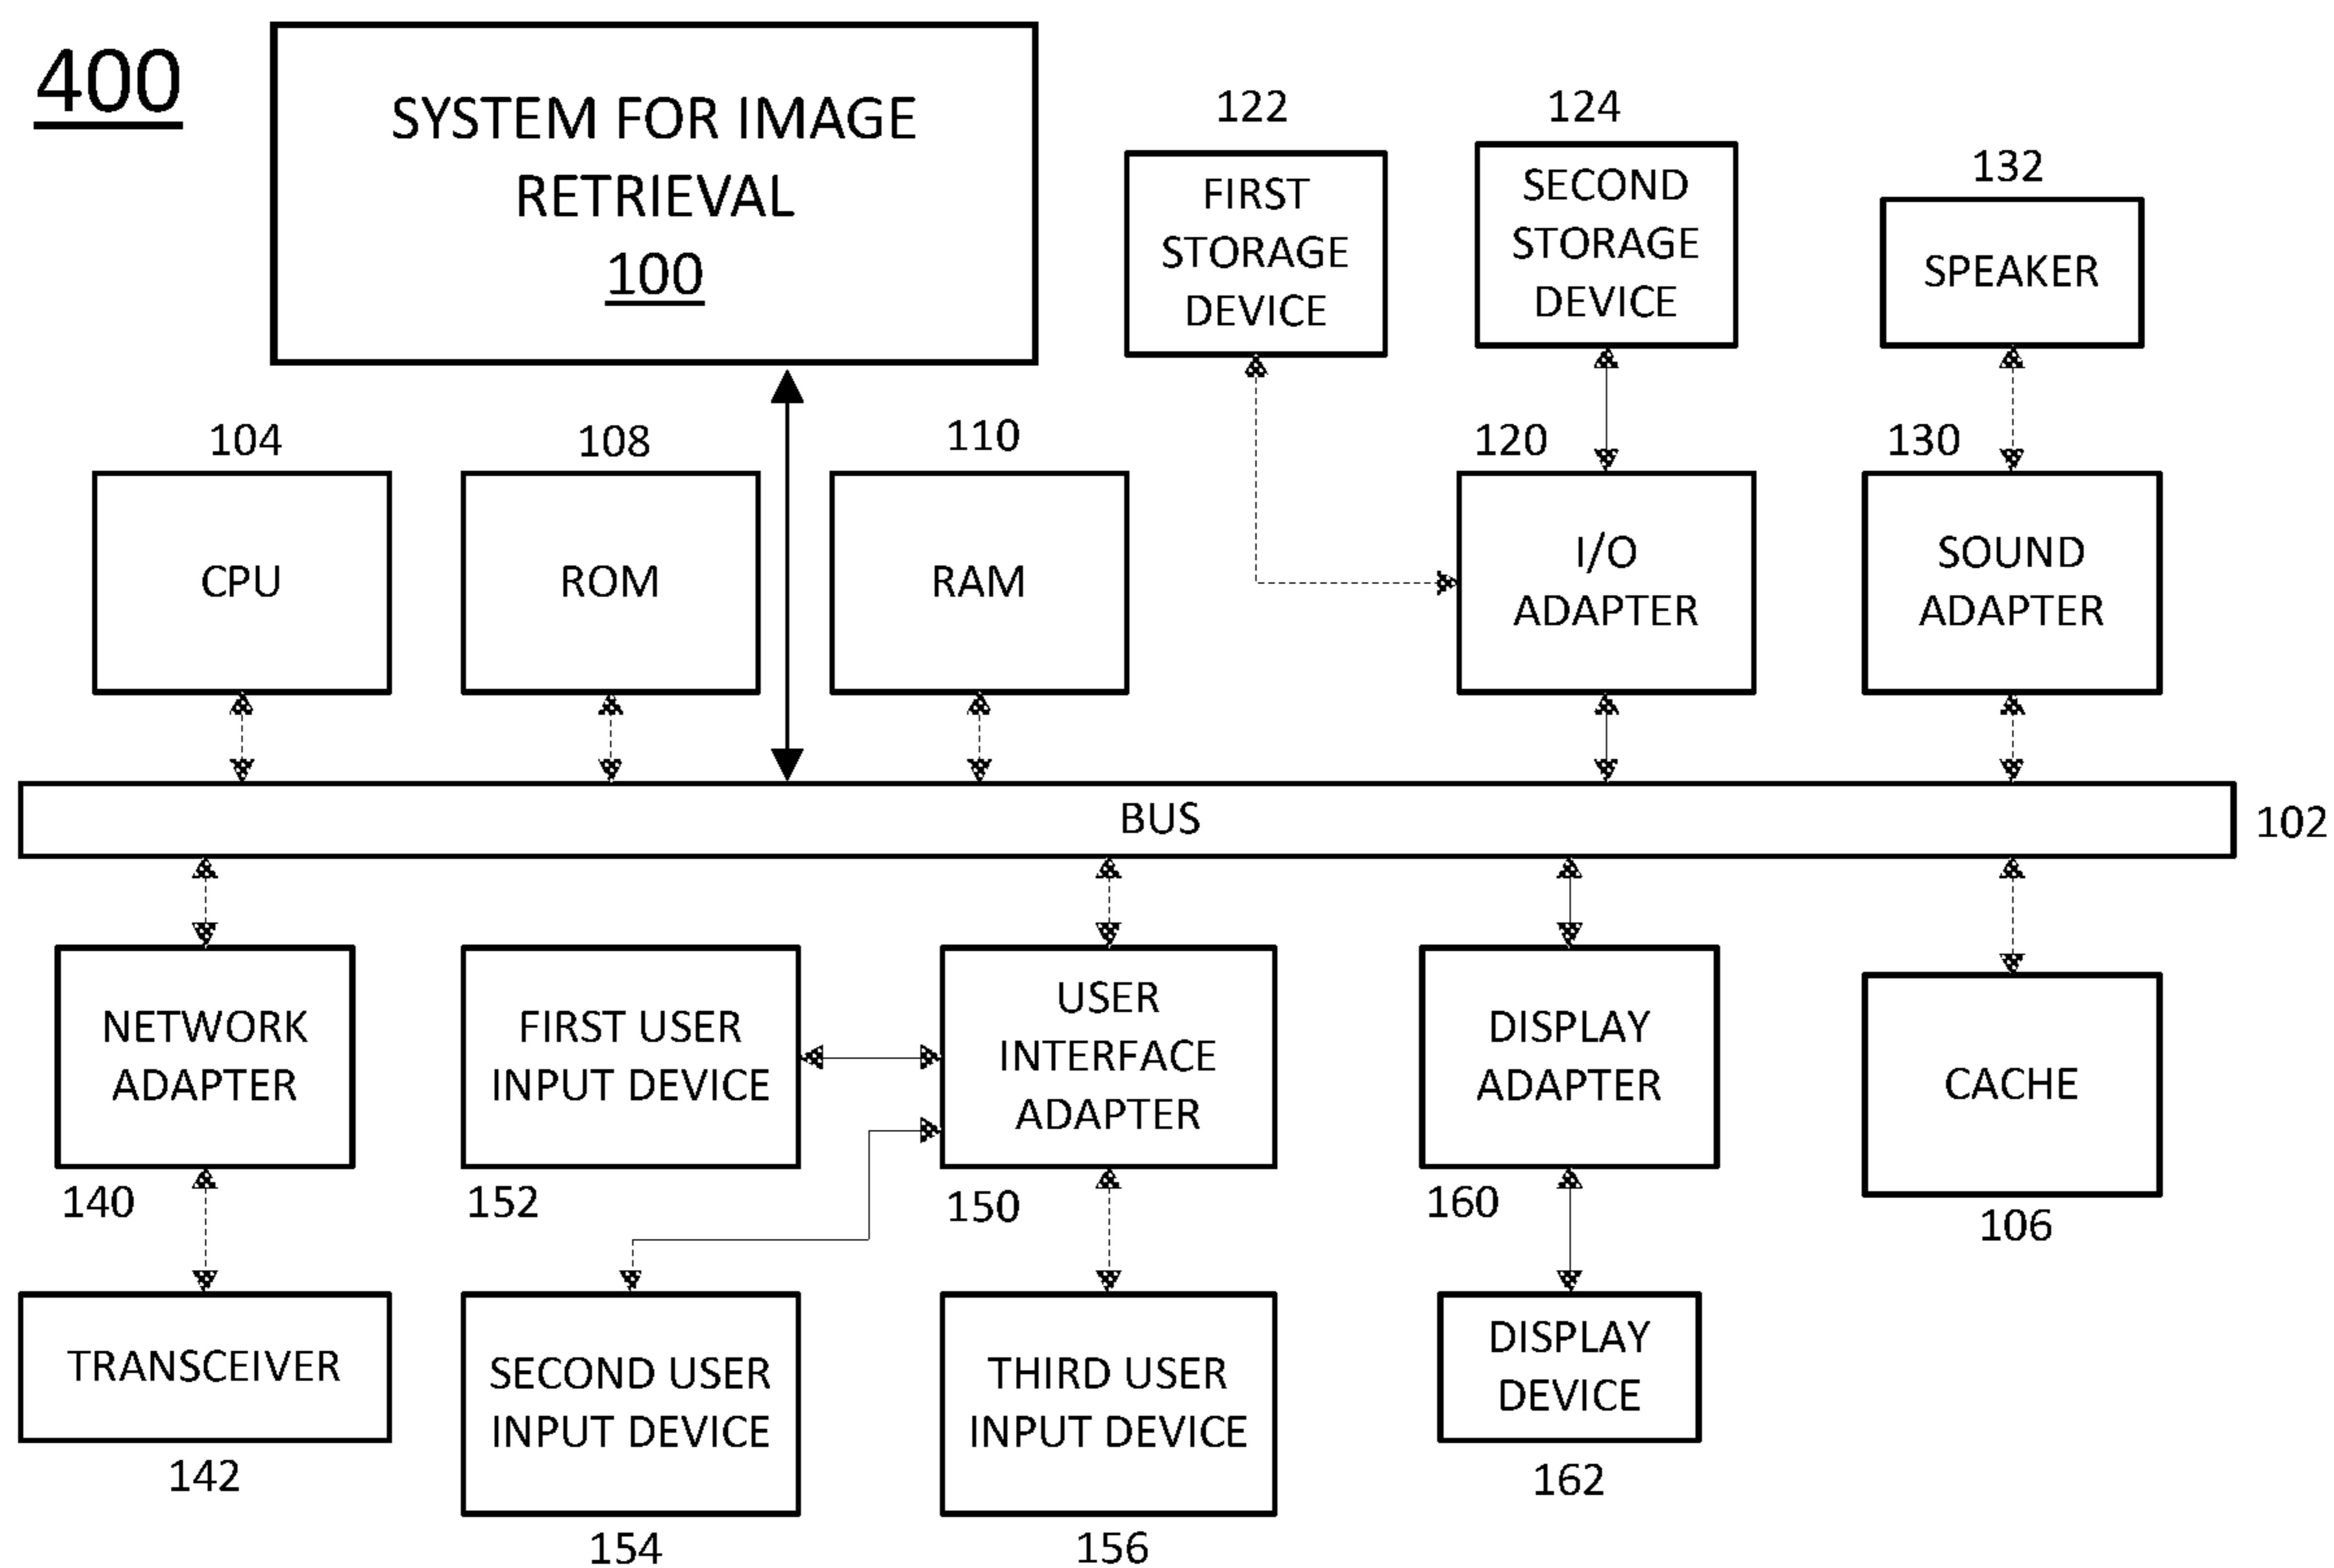 400
SYSTEM FOR IMAGE
RETRIEVAL
100
122
FIRST
STORAGE
DEVICE
124
SECOND
STORAGE
DEVICE
132
SPEAKER
104
CPU
108
ROM
110
RAM
120
I/O
ADAPTER
130
SOUND
ADAPTER
BUS
102
NETWORK
ADAPTER
140
FIRST USER
INPUT DEVICE
152
USER
INTERFACE
ADAPTER
150
DISPLAY
ADAPTER
160
CACHE
106
TRANSCEIVER
142
SECOND USER
INPUT DEVICE
154
THIRD USER
INPUT DEVICE
156
DISPLAY
DEVICE
162